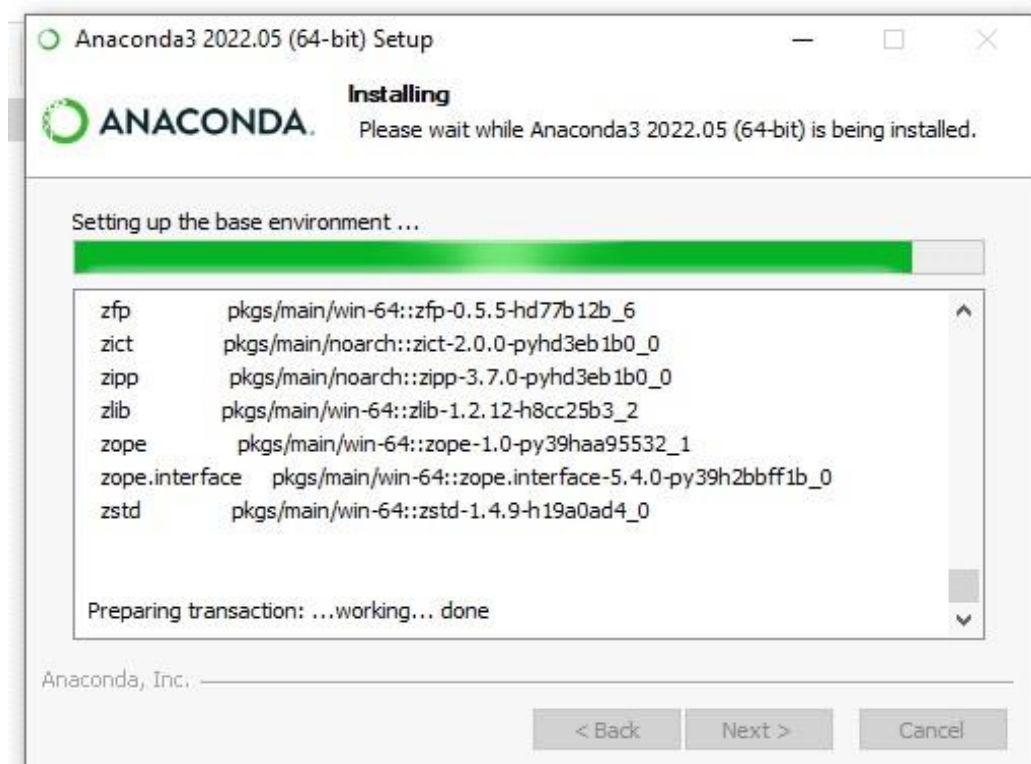 Anaconda3 2022.05 (64-bit) Setup
ANACONDA.
Installing
Please wait while Anaconda3 2022.05 (64-bit) is being installed.
Setting up the base environment ...
zfp pkgs/main/win-64::zfp-0.5.5-hd77b12b_6
zict pkgs/main/noarch::zict-2.0.0-pyhd3eb1b0_0
zipp pkgs/main/noarch::zipp-3.7.0-pyhd3eb1b0_0
zlib pkgs/main/win-64::zlib-1.2.12-h8cc25b3_2
zope pkgs/main/win-64::zope-1.0-py39haa95532_1
zope.interface pkgs/main/win-64::zope.interface-5.4.0-py39h2bbff1b_0
zstd pkgs/main/win-64::zstd-1.4.9-h19a0ad4_0
Preparing transaction: ...working... done
Anaconda, Inc.
< Back Next > Cancel